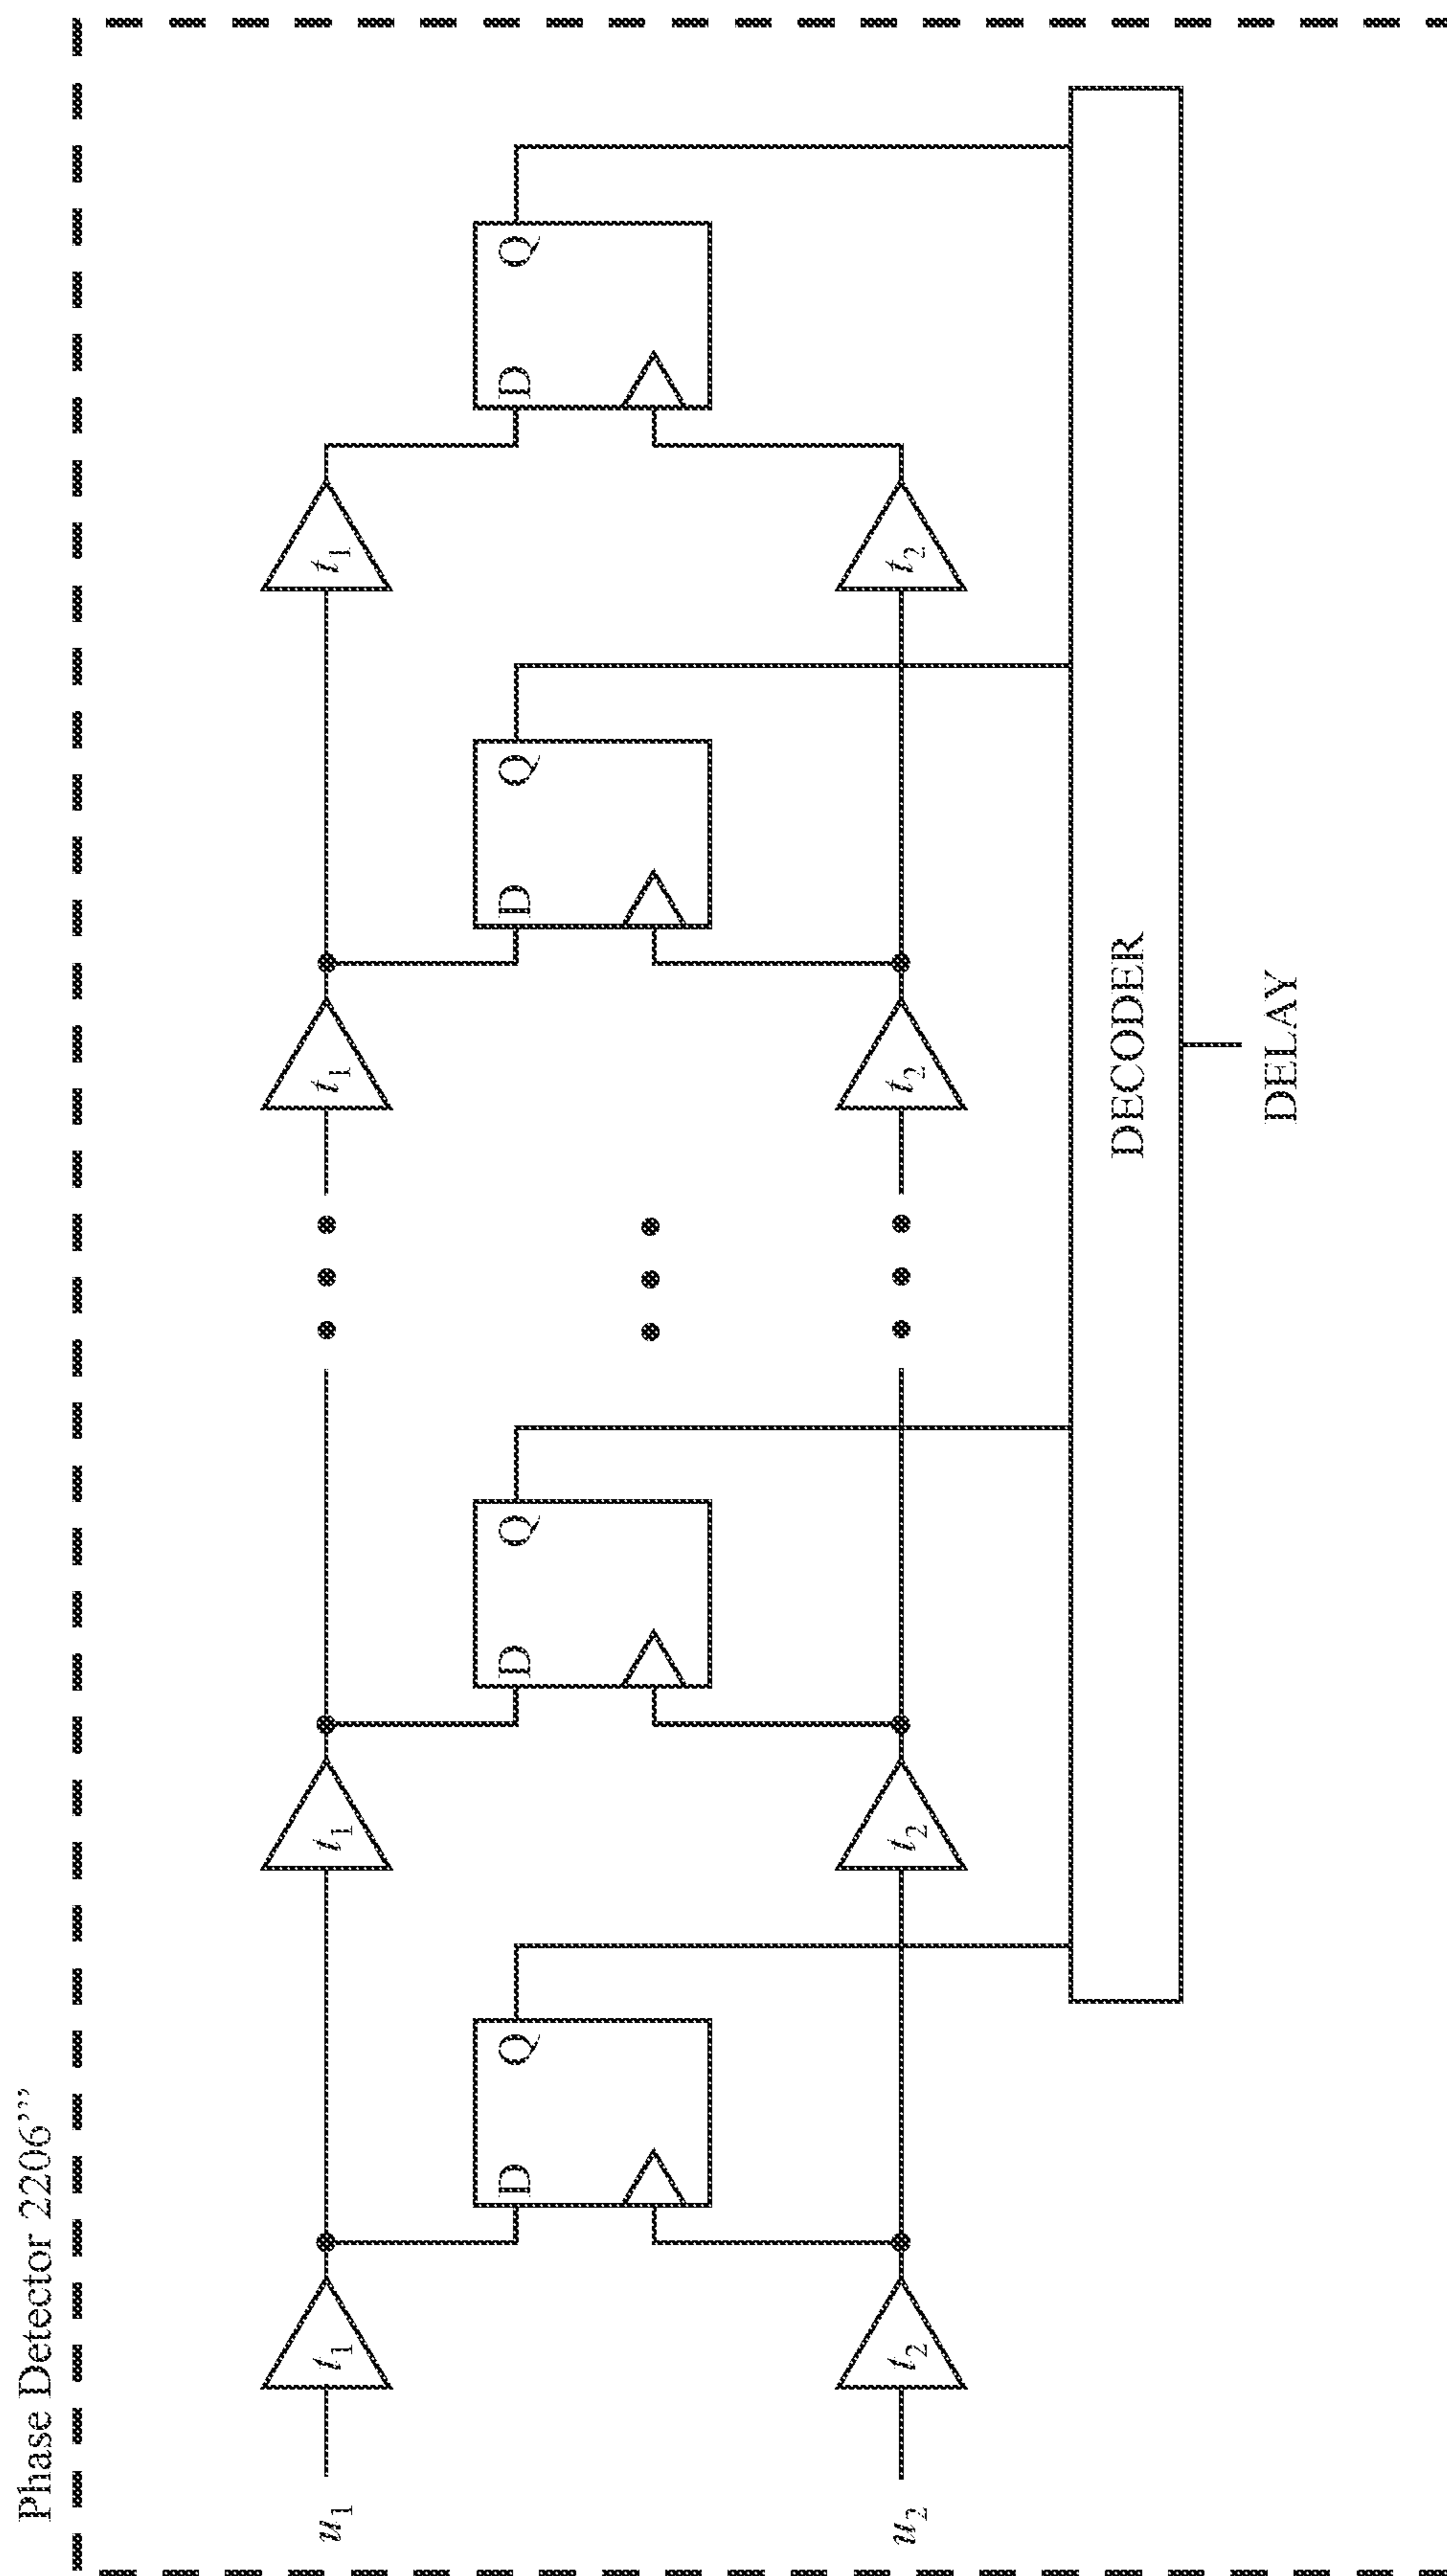 Phase Detector 2206'''
u1
t1
t1
t1
t1
D
Q
D
Q
D
Q
D
Q
u2
t2
t2
t2
t2
DECODER
DELAY